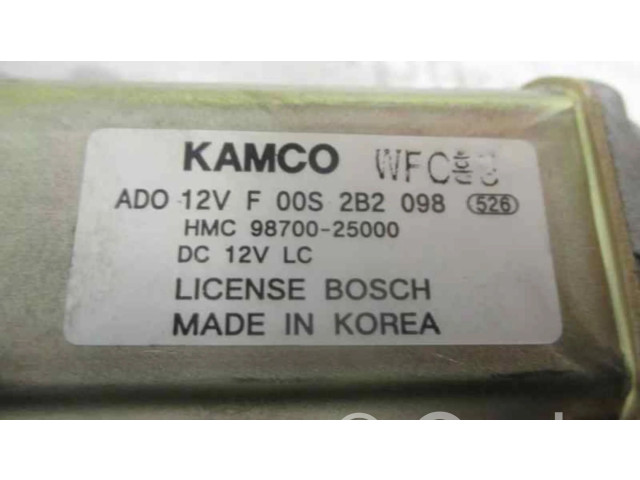 KAMCO WFC
ADO 12V F 00S 2B2 098 526
HMC 98700-25000
DC 12V LC
LICENSE BOSCH
MADE IN KOREA